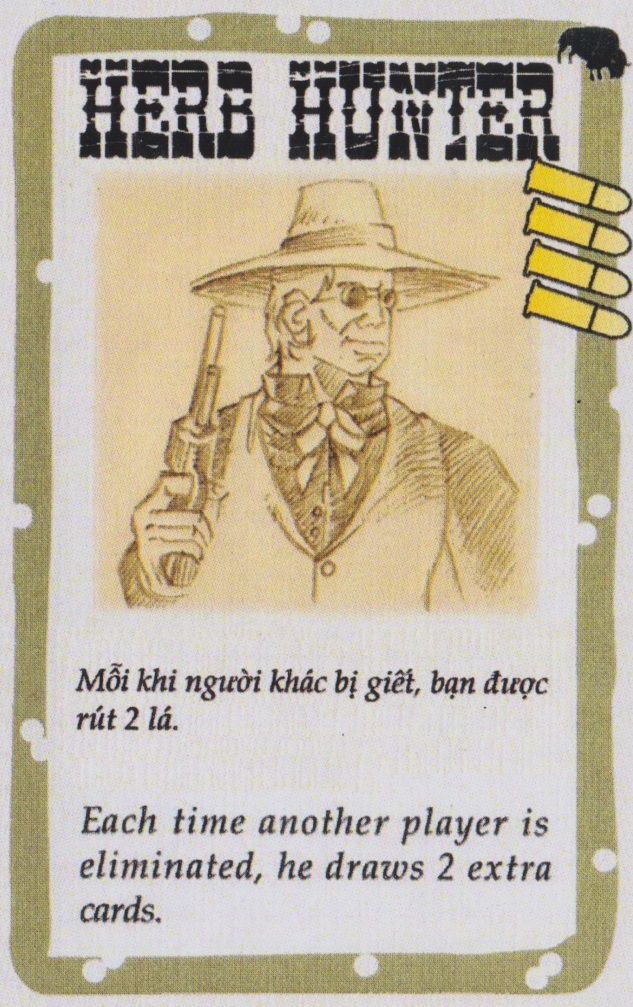 HERB HUNTER
Mỗi khi người khác bị giết, bạn được
rút 2 lá.
Each time another player is
eliminated, he draws 2 extra
cards.